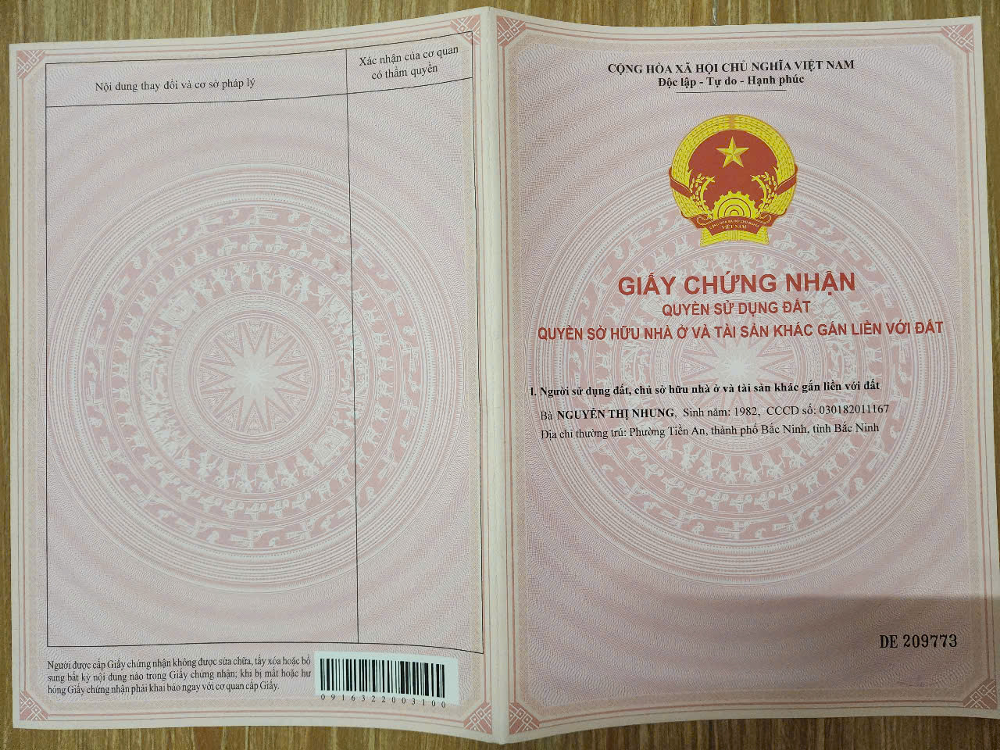 Nội dung thay đổi và cơ sở pháp lý
Xác nhận của cơ quan
có thẩm quyền
Người được cấp Giấy chứng nhận không được sửa chữa, tẩy xóa hoặc bổ
sung bất kỳ nội dung nào trong Giấy chứng nhận; khi bị mất hoặc hư
hỏng Giấy chứng nhận phải khai báo ngay với cơ quan cấp Giấy.
0916322003100
CỘNG HÒA XÃ HỘI CHỦ NGHĨA VIỆT NAM
Độc lập - Tự do - Hạnh phúc
CỘNG HÒA XÃ HỘI CHỦ NGHĨA
VIỆT NAM
GIẤY CHỨNG NHẬN
QUYỀN SỬ DỤNG ĐẤT
QUYỀN SỞ HỮU NHÀ Ở VÀ TÀI SẢN KHÁC GẮN LIỀN VỚI ĐẤT
I. Người sử dụng đất, chủ sở hữu nhà ở và tài sản khác gắn liền với đất
Bà NGUYỄN THỊ NHUNG, Sinh năm: 1982, CCCD số: 030182011167
Địa chỉ thường trú: Phường Tiền An, thành phố Bắc Ninh, tỉnh Bắc Ninh
DE 209773